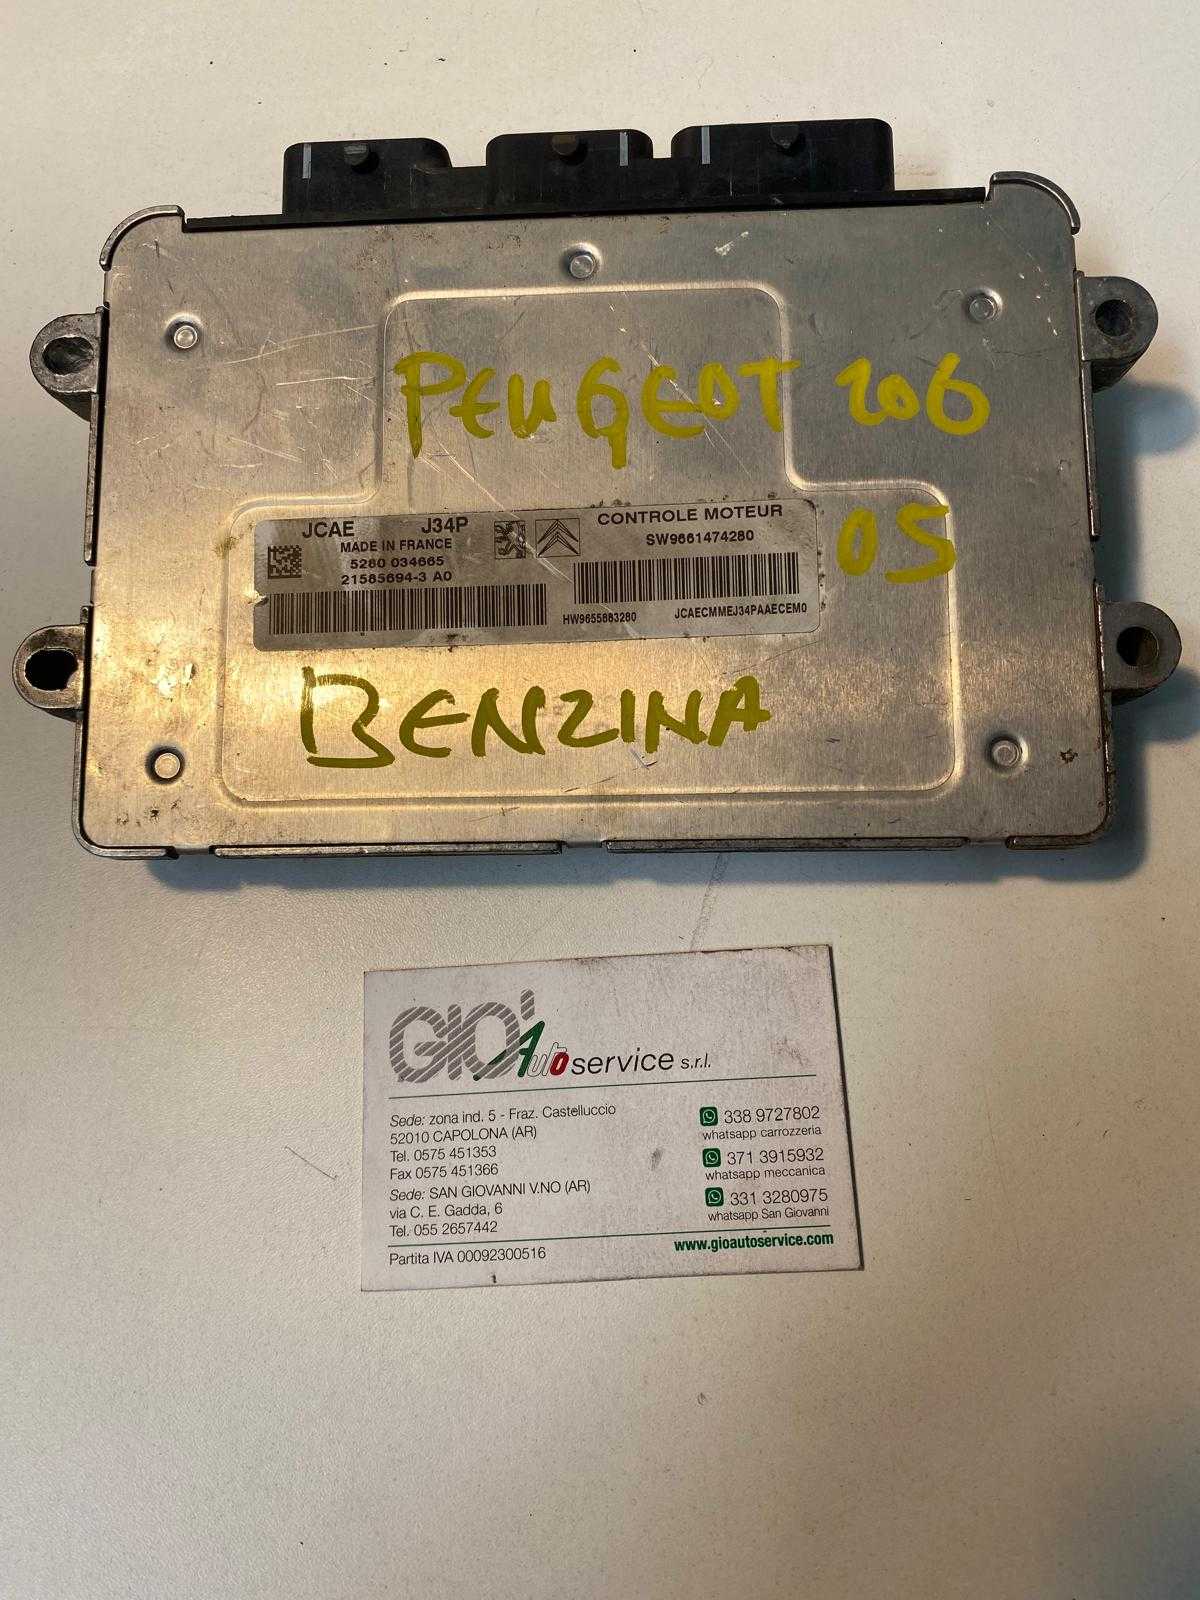 PEUGEOT 206
05
JCAE J34P
MADE IN FRANCE
5260 034665
21585694-3 A0
CONTROLE MOTEUR
SW9661474280
HW9655883280 JCAECMMEJ34PAAECEM0
BENZINA
GIO' Autoservice s.r.l.
Sede: zona ind. 5 - Fraz. Castelluccio
52010 CAPOLONA (AR)
Tel. 0575 451353
Fax 0575 451366
Sede: SAN GIOVANNI V.NO (AR)
via C. E. Gadda, 6
Tel. 055 2657442
Partita IVA 00092300516
338 9727802
whatsapp carrozzeria
371 3915932
whatsapp meccanica
331 3280975
whatsapp San Giovanni
www.gioautoservice.com